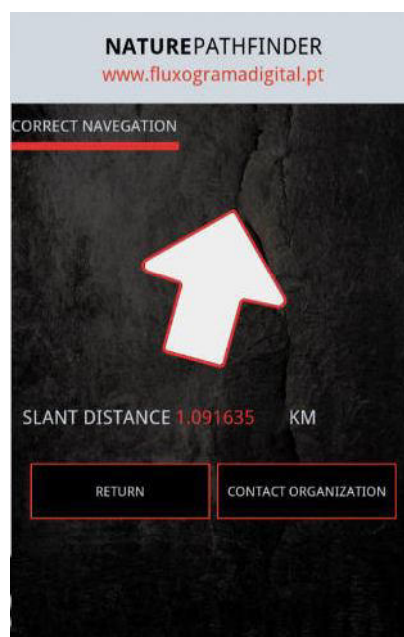 NATUREPATHFINDER
www.fluxogramadigital.pt
CORRECT NAVEGATION
SLANT DISTANCE 1.091635 KM
RETURN CONTACT ORGANIZATION